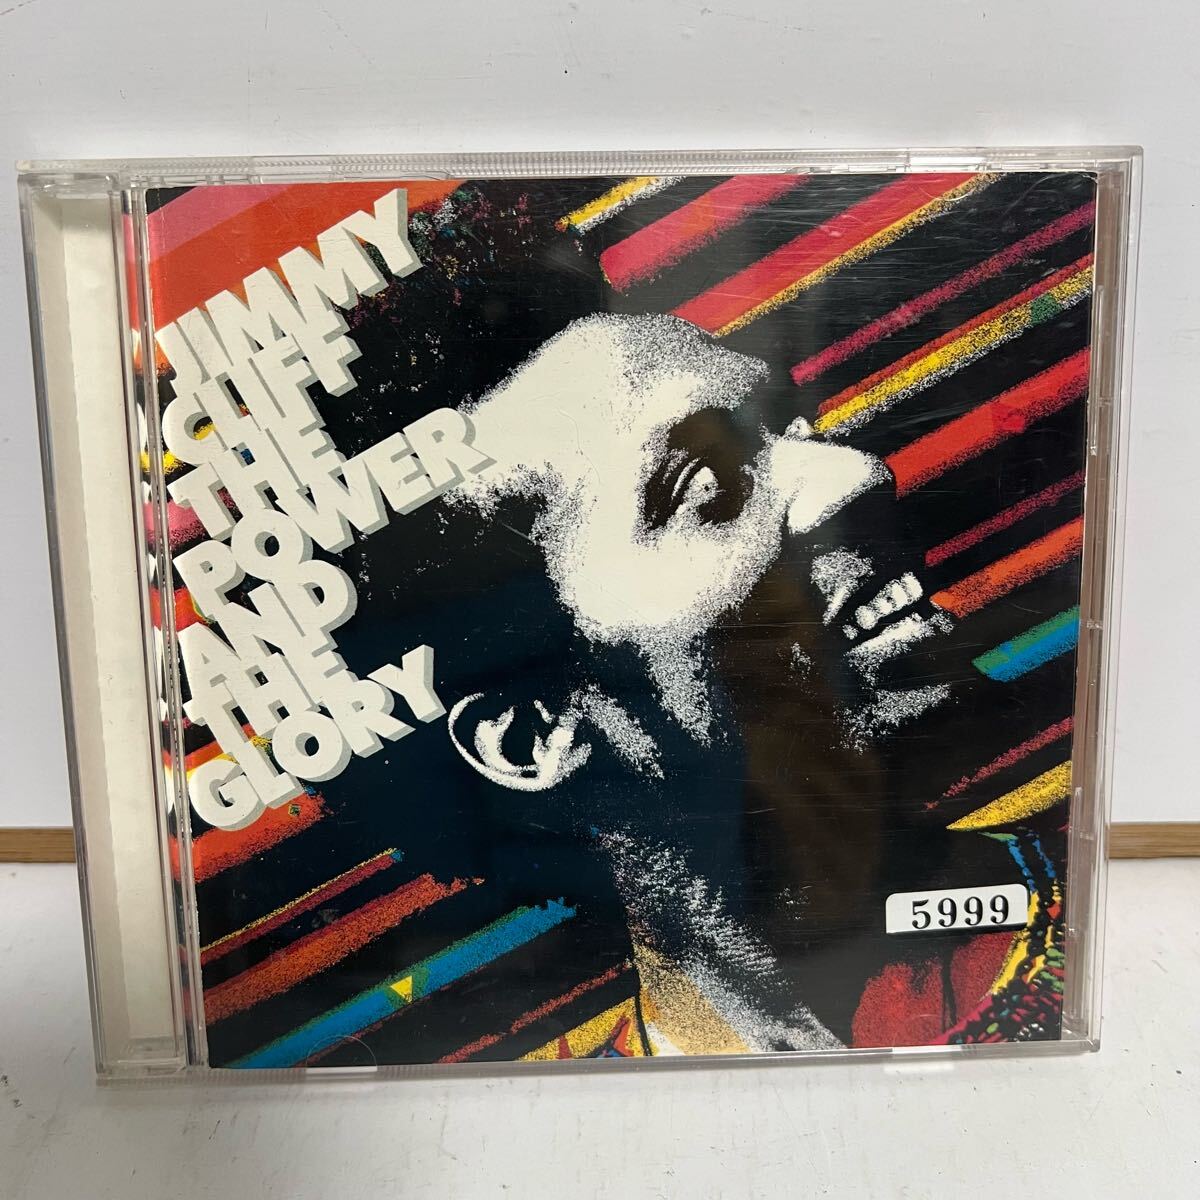 JIMMY
CLIFF
THE
POWER
AND
THE
GLORY
5999